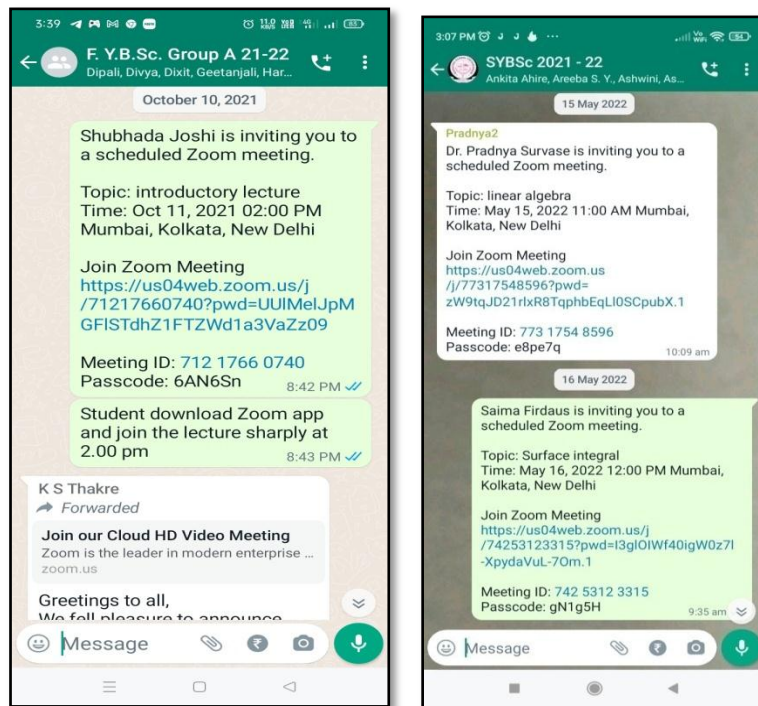 3:39
F. Y.B.Sc. Group A 21-22
Dipali, Divya, Dixit, Geetanjali, Har...
October 10, 2021
Shubhada Joshi is inviting you to
a scheduled Zoom meeting.
Topic: introductory lecture
Time: Oct 11, 2021 02:00 PM
Mumbai, Kolkata, New Delhi
Join Zoom Meeting
https://us04web.zoom.us/j
/71217660740?pwd=UUlMelJpM
GFlSTdhZ1FTZWd1a3VaZz09
Meeting ID: 712 1766 0740
Passcode: 6AN6Sn
8:42 PM
Student download Zoom app
and join the lecture sharply at
2.00 pm
8:43 PM
K S Thakre
Forwarded
Join our Cloud HD Video Meeting
Zoom is the leader in modern enterprise ...
zoom.us
Greetings to all,
We fell pleasure to announce
Message
3:07 PM
SYBSc 2021 - 22
Ankita Ahire, Areeba S. Y., Ashwini, As...
15 May 2022
Pradnya2
Dr. Pradnya Survase is inviting you to a
scheduled Zoom meeting.
Topic: linear algebra
Time: May 15, 2022 11:00 AM Mumbai,
Kolkata, New Delhi
Join Zoom Meeting
https://us04web.zoom.us
/j/77317548596?pwd=
zW9tqJD21rlxR8TqphbEqLI0SCpubX.1
Meeting ID: 773 1754 8596
Passcode: e8pe7q
10:09 am
16 May 2022
Saima Firdaus is inviting you to a
scheduled Zoom meeting.
Topic: Surface integral
Time: May 16, 2022 12:00 PM Mumbai,
Kolkata, New Delhi
Join Zoom Meeting
https://us04web.zoom.us/j
/74253123315?pwd=I3glOIWf40igW0z7l
-XpydaVuL-7Om.1
Meeting ID: 742 5312 3315
Passcode: gN1g5H
9:35 am
Message